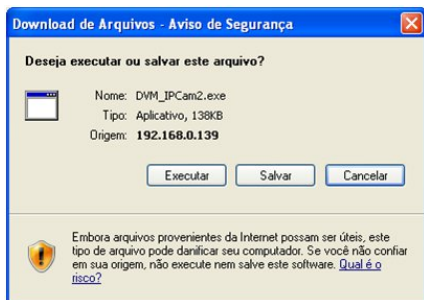 Download de Arquivos - Aviso de Segurança
Deseja executar ou salvar este arquivo?
Nome: DVM_IPCam2.exe
Tipo: Aplicativo, 138KB
Origem: 192.168.0.139
Executar Salvar Cancelar
Embora arquivos provenientes da Internet possam ser úteis, este
tipo de arquivo pode danificar seu computador. Se você não confiar
em sua origem, não execute nem salve este software. Qual é o
risco?